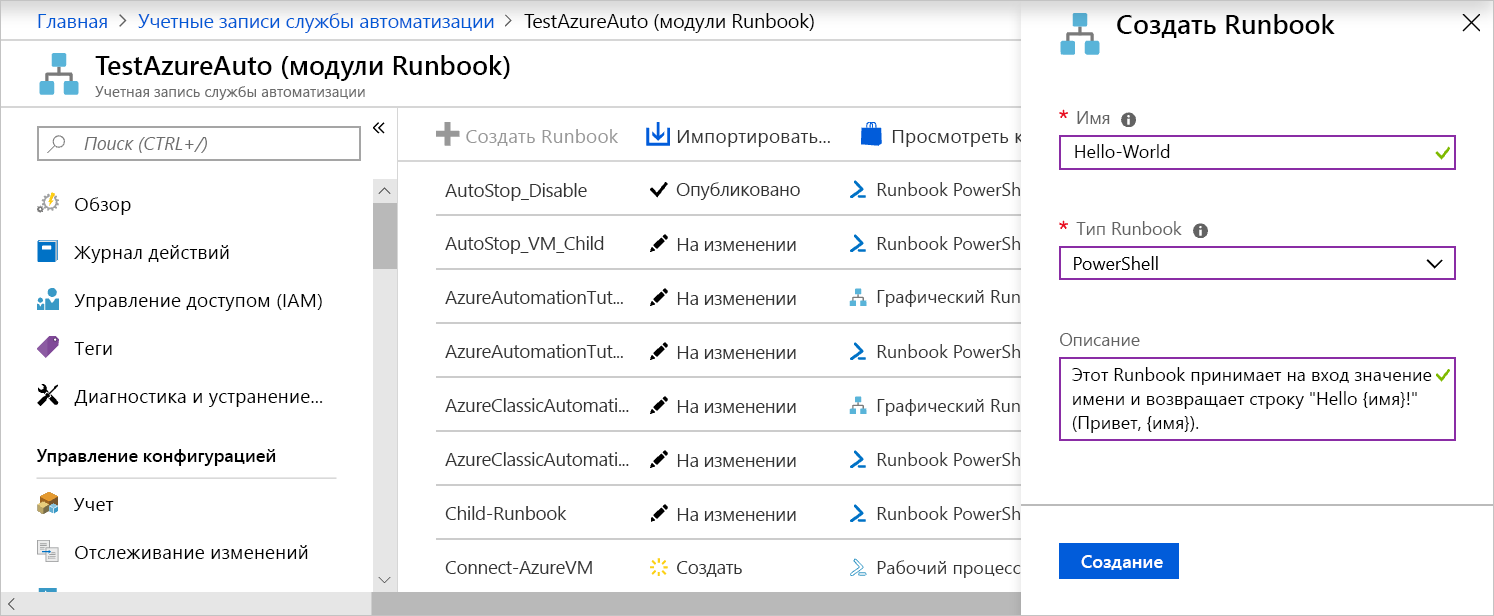 Главная > Учетные записи службы автоматизации > TestAzureAuto (модули Runbook)
TestAzureAuto (модули Runbook)
Учетная запись службы автоматизации
Поиск (CTRL+/)
«
Обзор
Журнал действий
Управление доступом (IAM)
Теги
Диагностика и устранение...
Управление конфигурацией
Учет
Отслеживание изменений
Создать Runbook Импортировать... Просмотреть к
AutoStop_Disable Опубликовано Runbook PowerSh
AutoStop_VM_Child На изменении Runbook PowerSh
AzureAutomationTut... На изменении Графический Run
AzureAutomationTut... На изменении Runbook PowerSh
AzureClassicAutomati... На изменении Графический Run
AzureClassicAutomati... На изменении Runbook PowerSh
Child-Runbook На изменении Runbook PowerSh
Connect-AzureVM Создать Рабочий процесс
Создать Runbook
* Имя
Hello-World
* Тип Runbook
PowerShell
Описание
Этот Runbook принимает на вход значение
имени и возвращает строку "Hello {имя}!"
(Привет, {имя}).
Создание